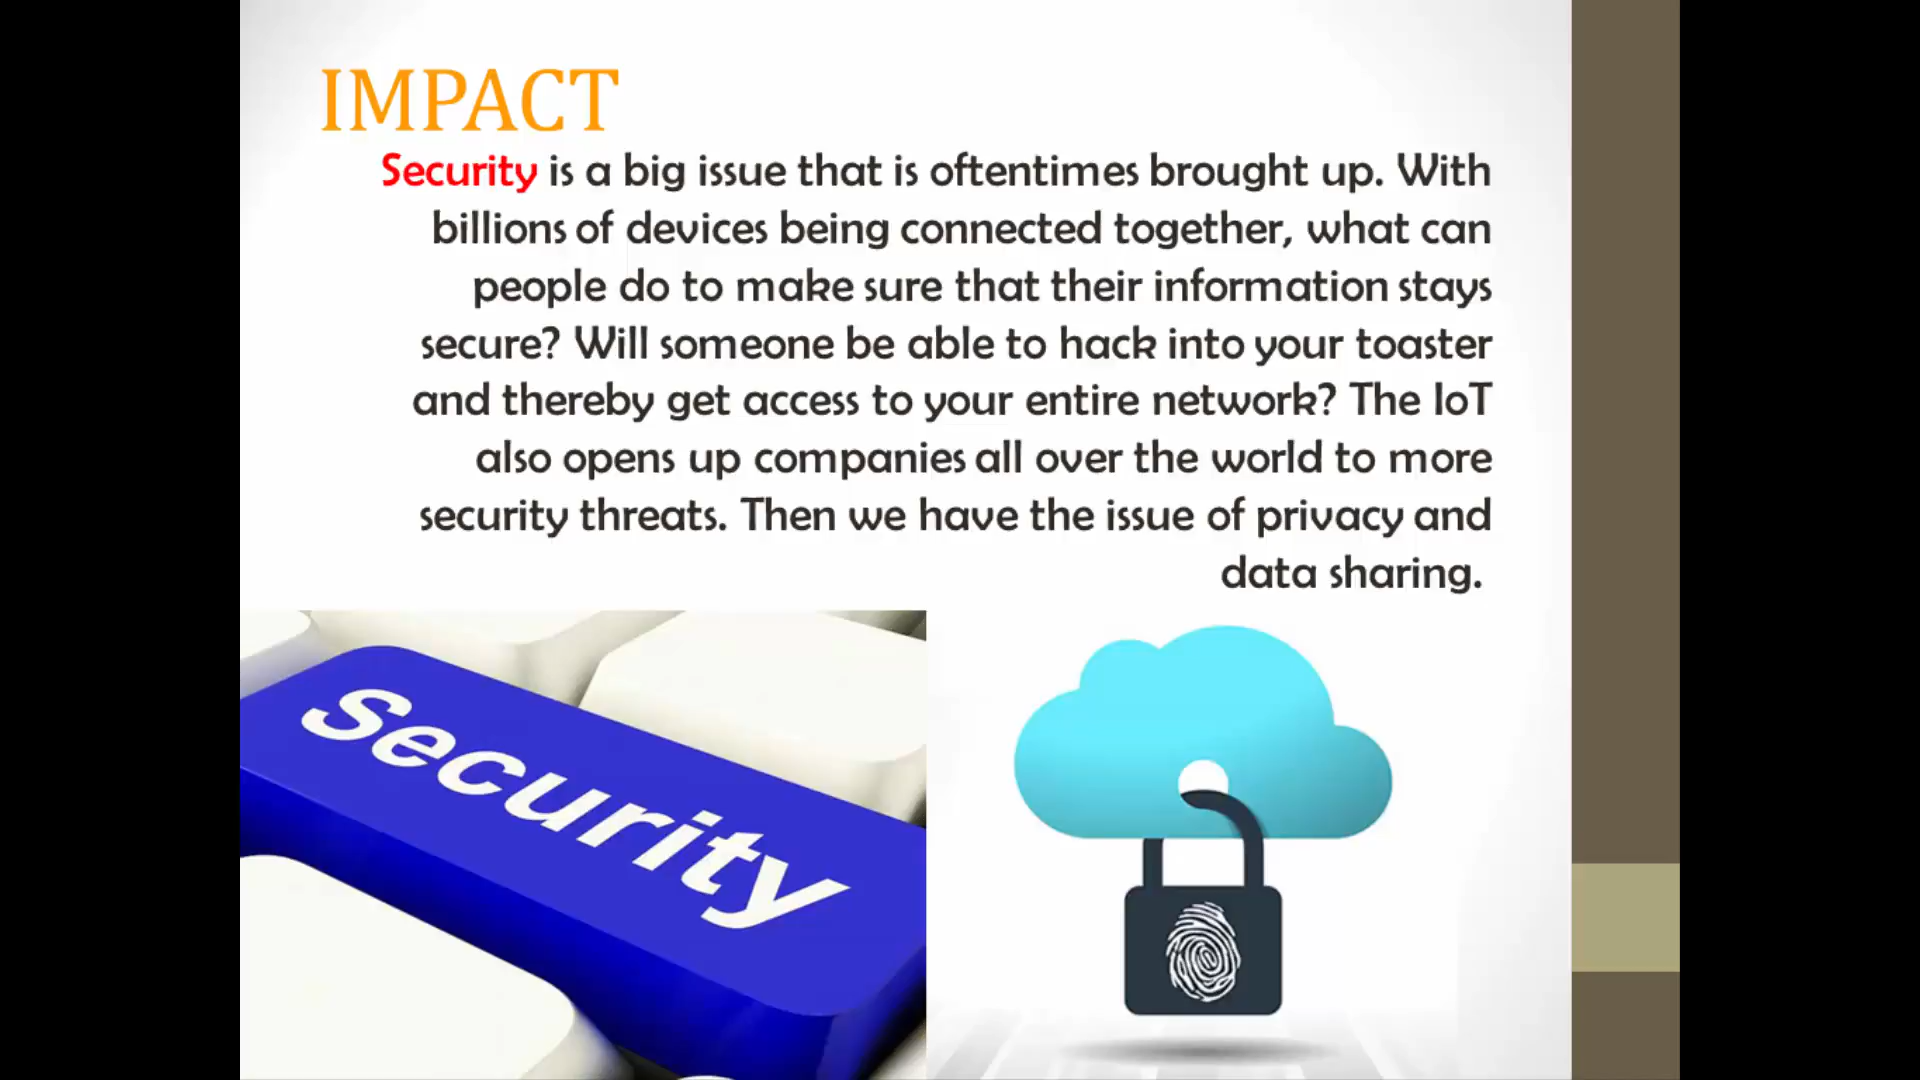 IMPACT
Security is a big issue that is oftentimes brought up. With
billions of devices being connected together, what can
people do to make sure that their information stays
secure? Will someone be able to hack into your toaster
and thereby get access to your entire network? The IoT
also opens up companies all over the world to more
security threats. Then we have the issue of privacy and
data sharing.
Security